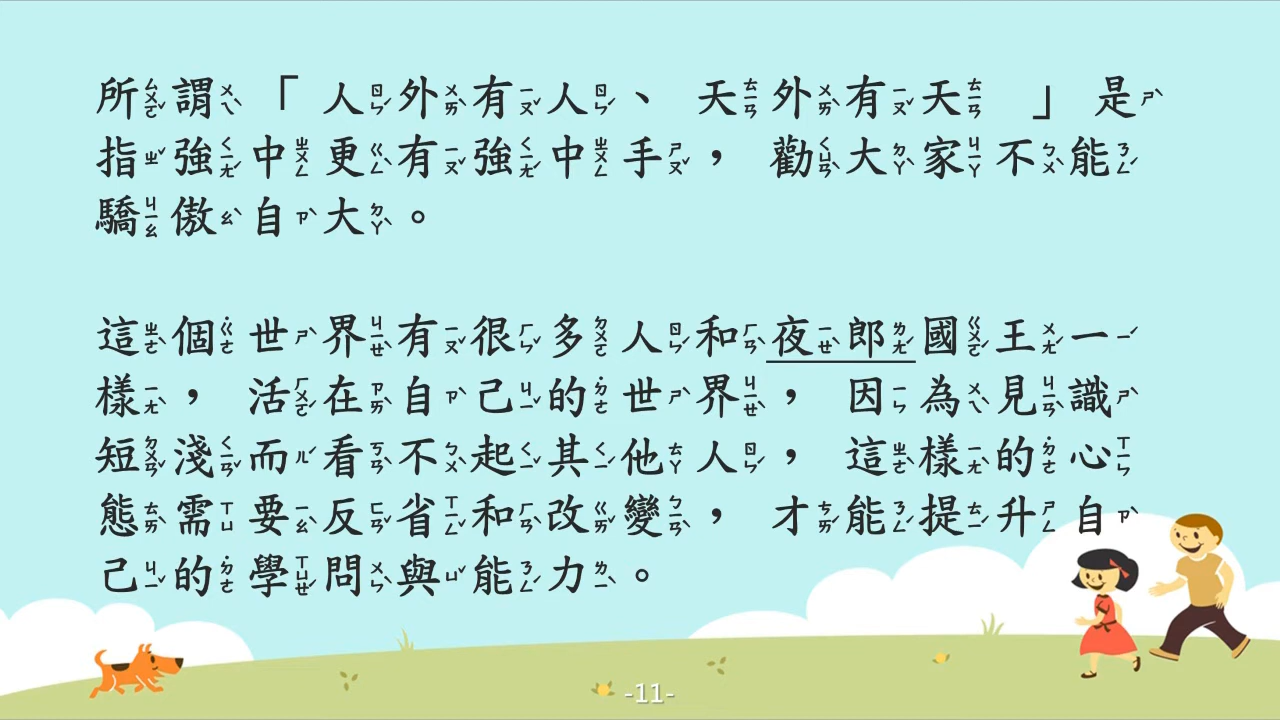 所謂「人外有人、天外有天」是
指強中更有強中手，勸大家不能
驕傲自大。
這個世界有很多人和夜郎國王一
樣，活在自己的世界，因為見識
短淺而看不起其他人，這樣的心
態需要反省和改變，才能提升自
己的學問與能力。
-11-